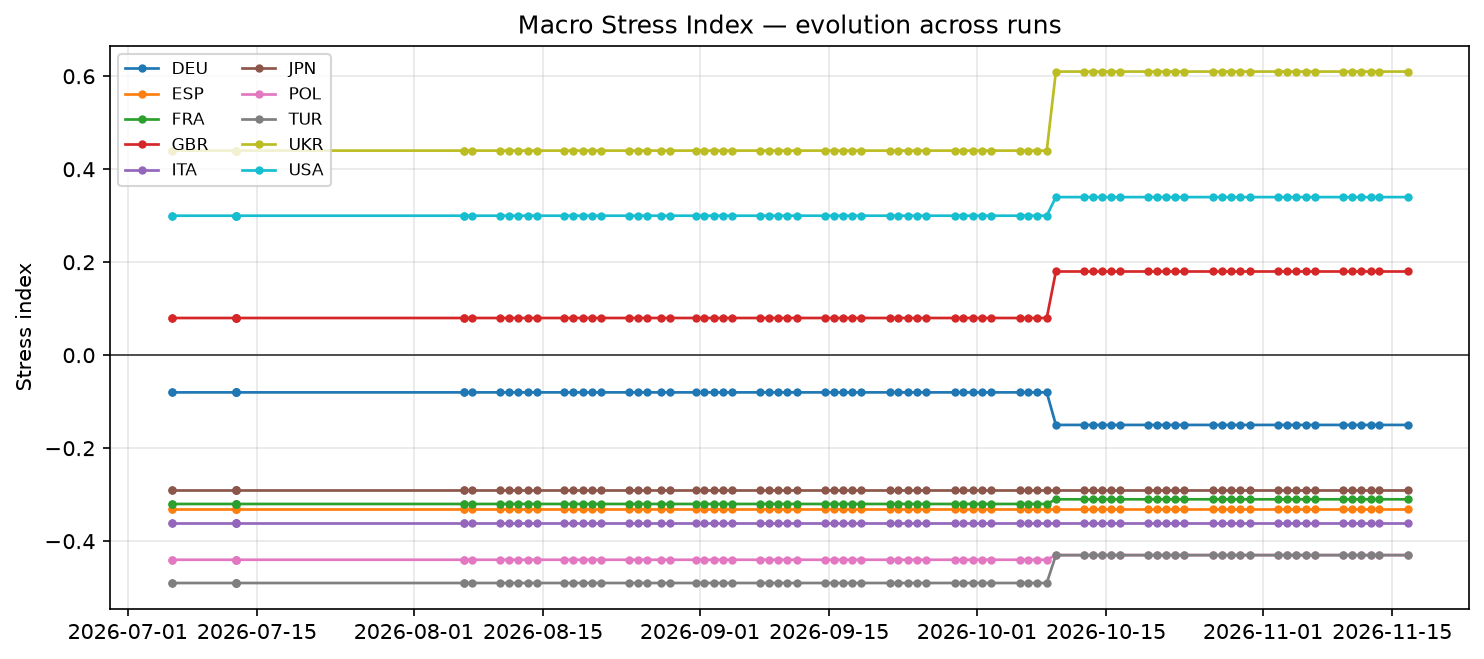 Macro Stress Index — evolution across runs
Stress index
0.6
0.4
0.2
0.0
−0.2
−0.4
DEU
ESP
FRA
GBR
ITA
JPN
POL
TUR
UKR
USA
2026-07-01 2026-07-15 2026-08-01 2026-08-15 2026-09-01 2026-09-15 2026-10-01 2026-10-15 2026-11-01 2026-11-15